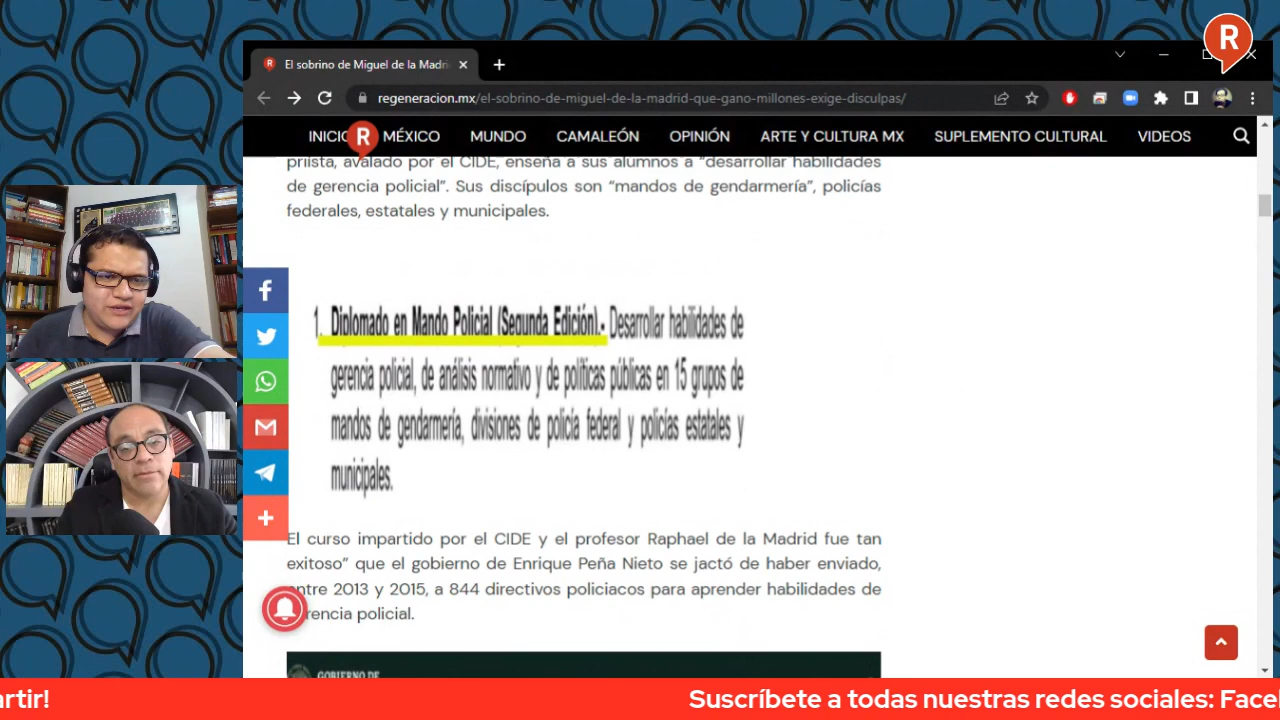 R
El sobrino de Miguel de la Madri
regeneracion.mx/el-sobrino-de-miguel-de-la-madrid-que-gano-millones-exige-disculpas/
INICIO R MÉXICO MUNDO CAMALEÓN OPINIÓN ARTE Y CULTURA MX SUPLEMENTO CULTURAL VIDEOS
priista, avalado por el CIDE, enseña a sus alumnos a “desarrollar habilidades
de gerencia policial”. Sus discípulos son “mandos de gendarmería”, policías
federales, estatales y municipales.
1. Diplomado en Mando Policial (Segunda Edición).- Desarrollar habilidades de
gerencia policial, de análisis normativo y de políticas públicas en 15 grupos de
mandos de gendarmería, divisiones de policía federal y policías estatales y
municipales.
El curso impartido por el CIDE y el profesor Raphael de la Madrid fue tan
exitoso” que el gobierno de Enrique Peña Nieto se jactó de haber enviado,
entre 2013 y 2015, a 844 directivos policiacos para aprender habilidades de
gerencia policial.
GOBIERNO DE
artir! Suscríbete a todas nuestras redes sociales: Facel